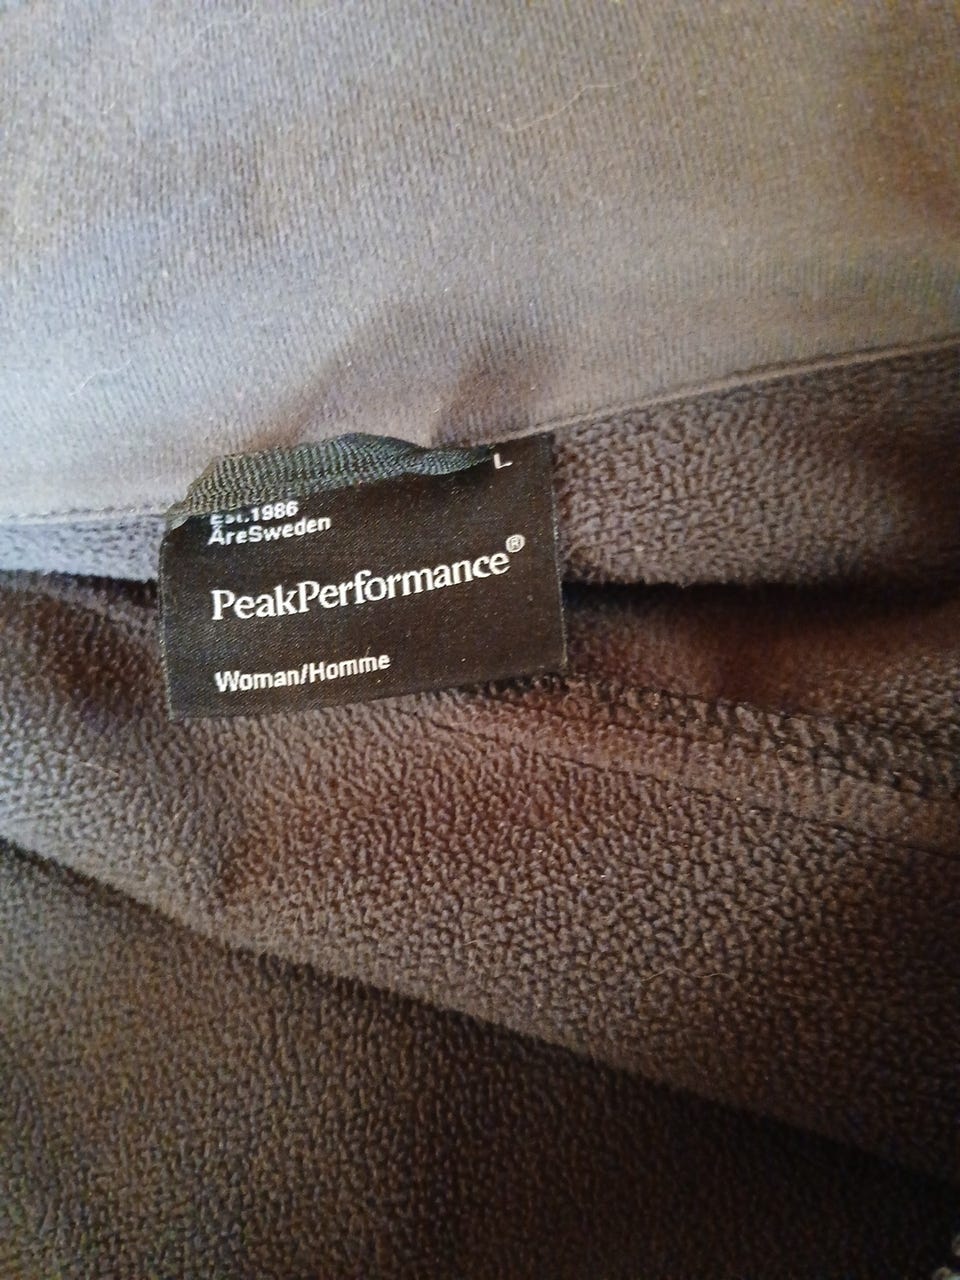 L
Est.1986
ÅreSweden
PeakPerformance®
Woman/Homme